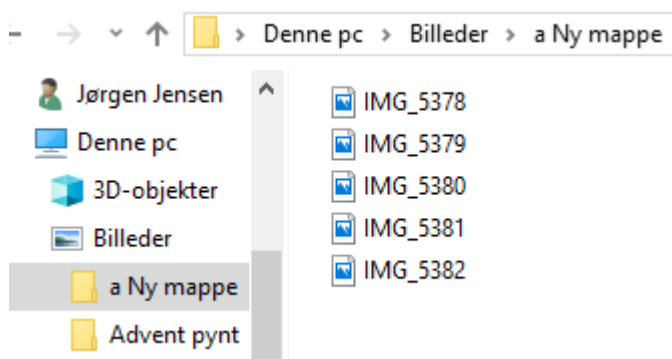 Denne pc > Billeder > a Ny mappe
Jørgen Jensen
Denne pc
3D-objekter
Billeder
a Ny mappe
Advent pynt
IMG_5378
IMG_5379
IMG_5380
IMG_5381
IMG_5382